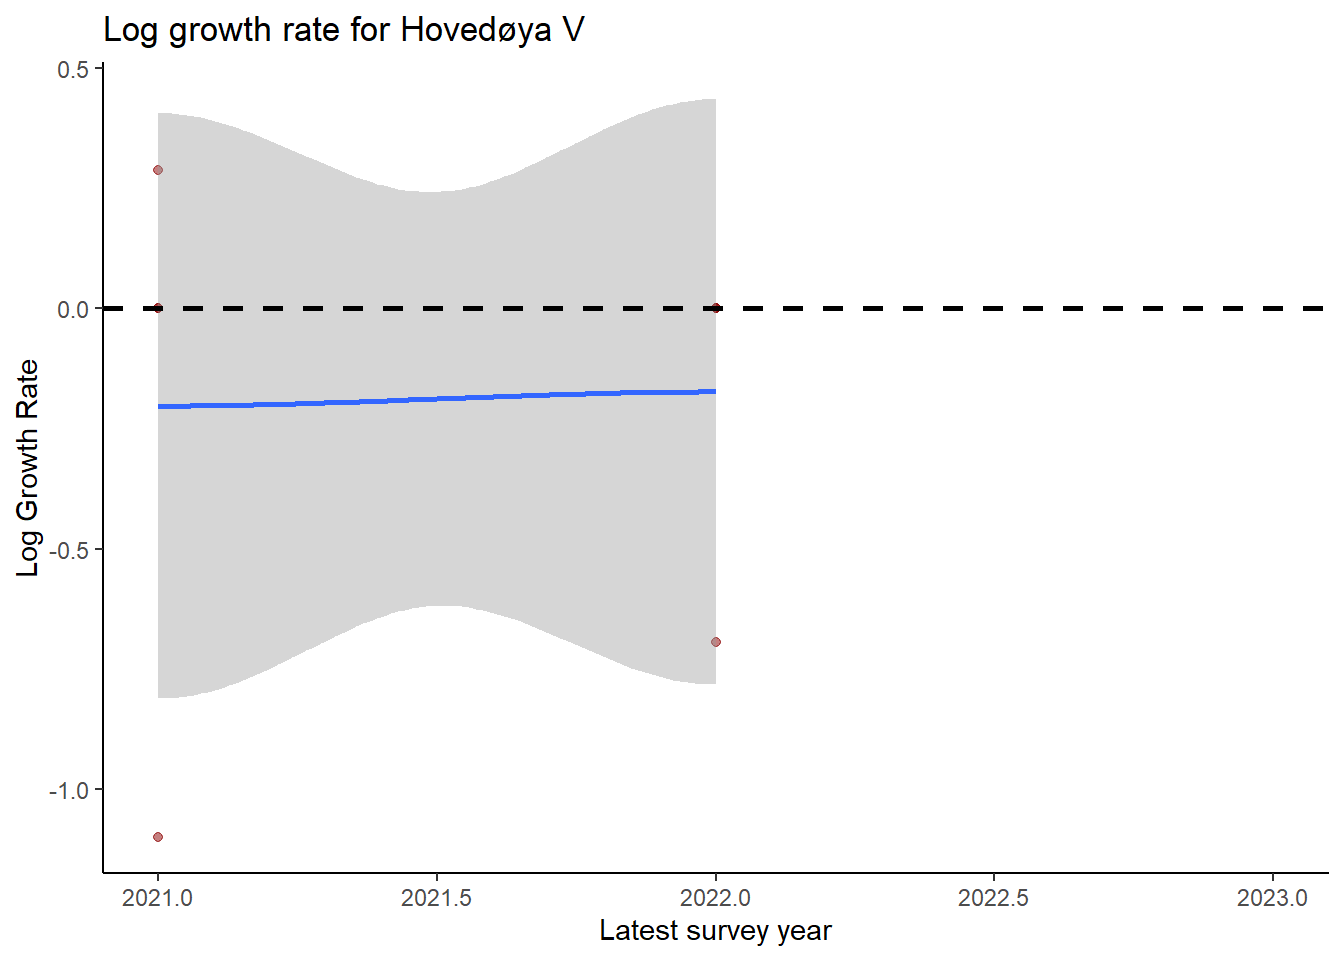 Log growth rate for Hovedøya V
0.5
0.0
-0.5
-1.0
Log Growth Rate
2021.0 2021.5 2022.0 2022.5 2023.0
Latest survey year